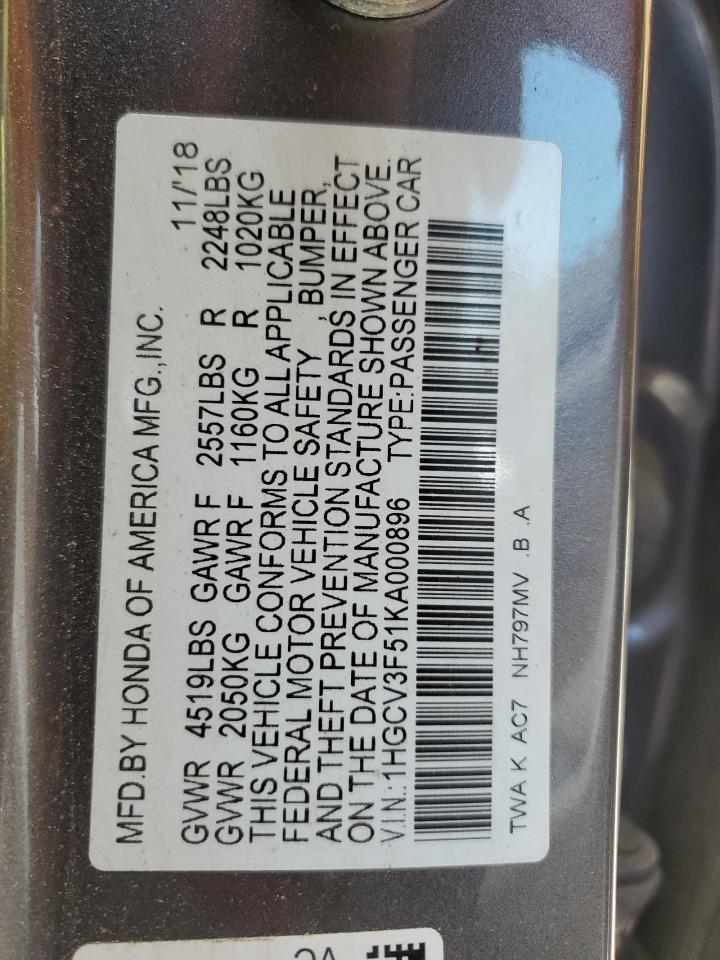 MFD.BY HONDA OF AMERICA MFG.,INC.
11/'18
GVWR 4519LBS GAWR F 2557LBS R 2248LBS
GVWR 2050KG GAWR F 1160KG R 1020KG
THIS VEHICLE CONFORMS TO ALL APPLICABLE
FEDERAL MOTOR VEHICLE SAFETY , BUMPER,
AND THEFT PREVENTION STANDARDS IN EFFECT
ON THE DATE OF MANUFACTURE SHOWN ABOVE.
V.I.N.:1HGCV3F51KA000896 TYPE:PASSENGER CAR
TWA K AC7 NH797MV .B .A